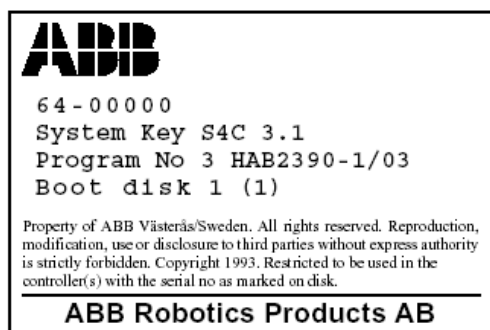 ABB
64-00000
System Key S4C 3.1
Program No 3 HAB2390-1/03
Boot disk 1 (1)
Property of ABB Västerås/Sweden. All rights reserved. Reproduction,
modification, use or disclosure to third parties without express authority
is strictly forbidden. Copyright 1993. Restricted to be used in the
controller(s) with the serial no as marked on disk.
ABB Robotics Products AB